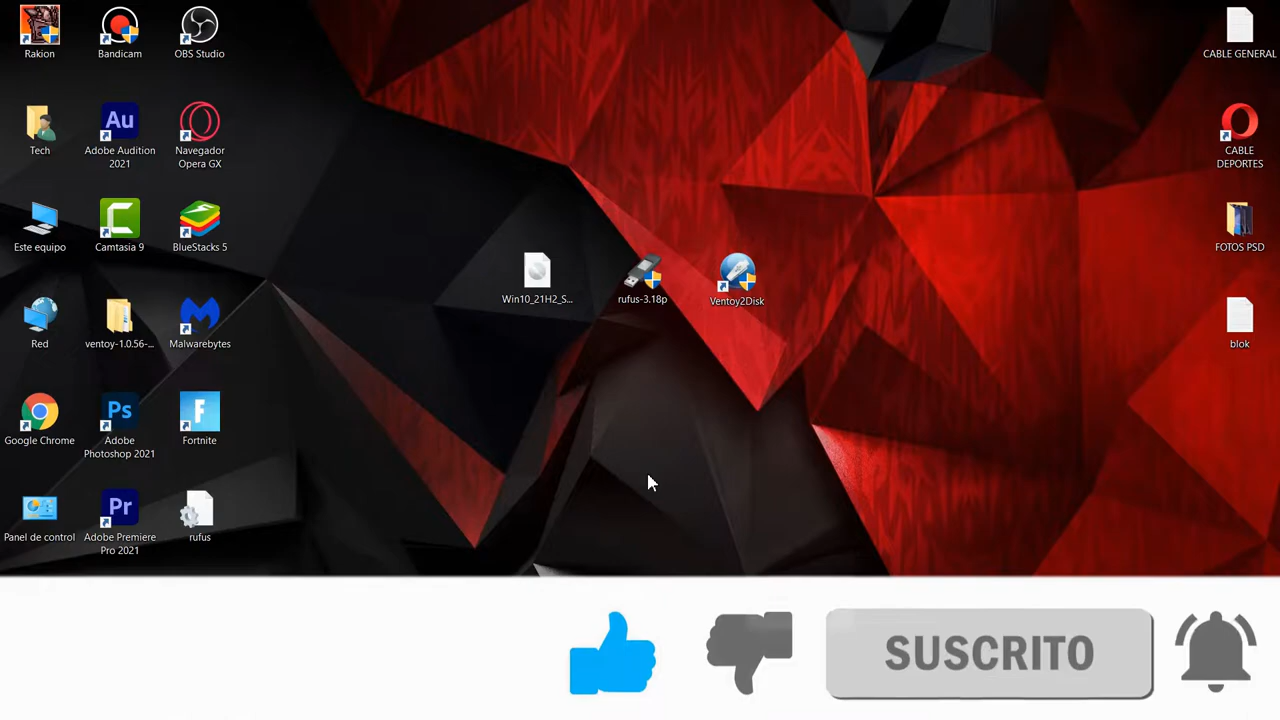 Rakion
Bandicam
OBS Studio
CABLE GENERAL
Tech
Au
Adobe Audition
2021
Navegador
Opera GX
CABLE
DEPORTES
Este equipo
Camtasia 9
BlueStacks 5
Win10_21H2_S...
rufus-3.18p
Ventoy2Disk
FOTOS PSD
Red
ventoy-1.0.56-...
Malwarebytes
blok
Google Chrome
Ps
Adobe
Photoshop 2021
F
Fortnite
Panel de control
Pr
Adobe Premiere
Pro 2021
rufus
SUSCRITO